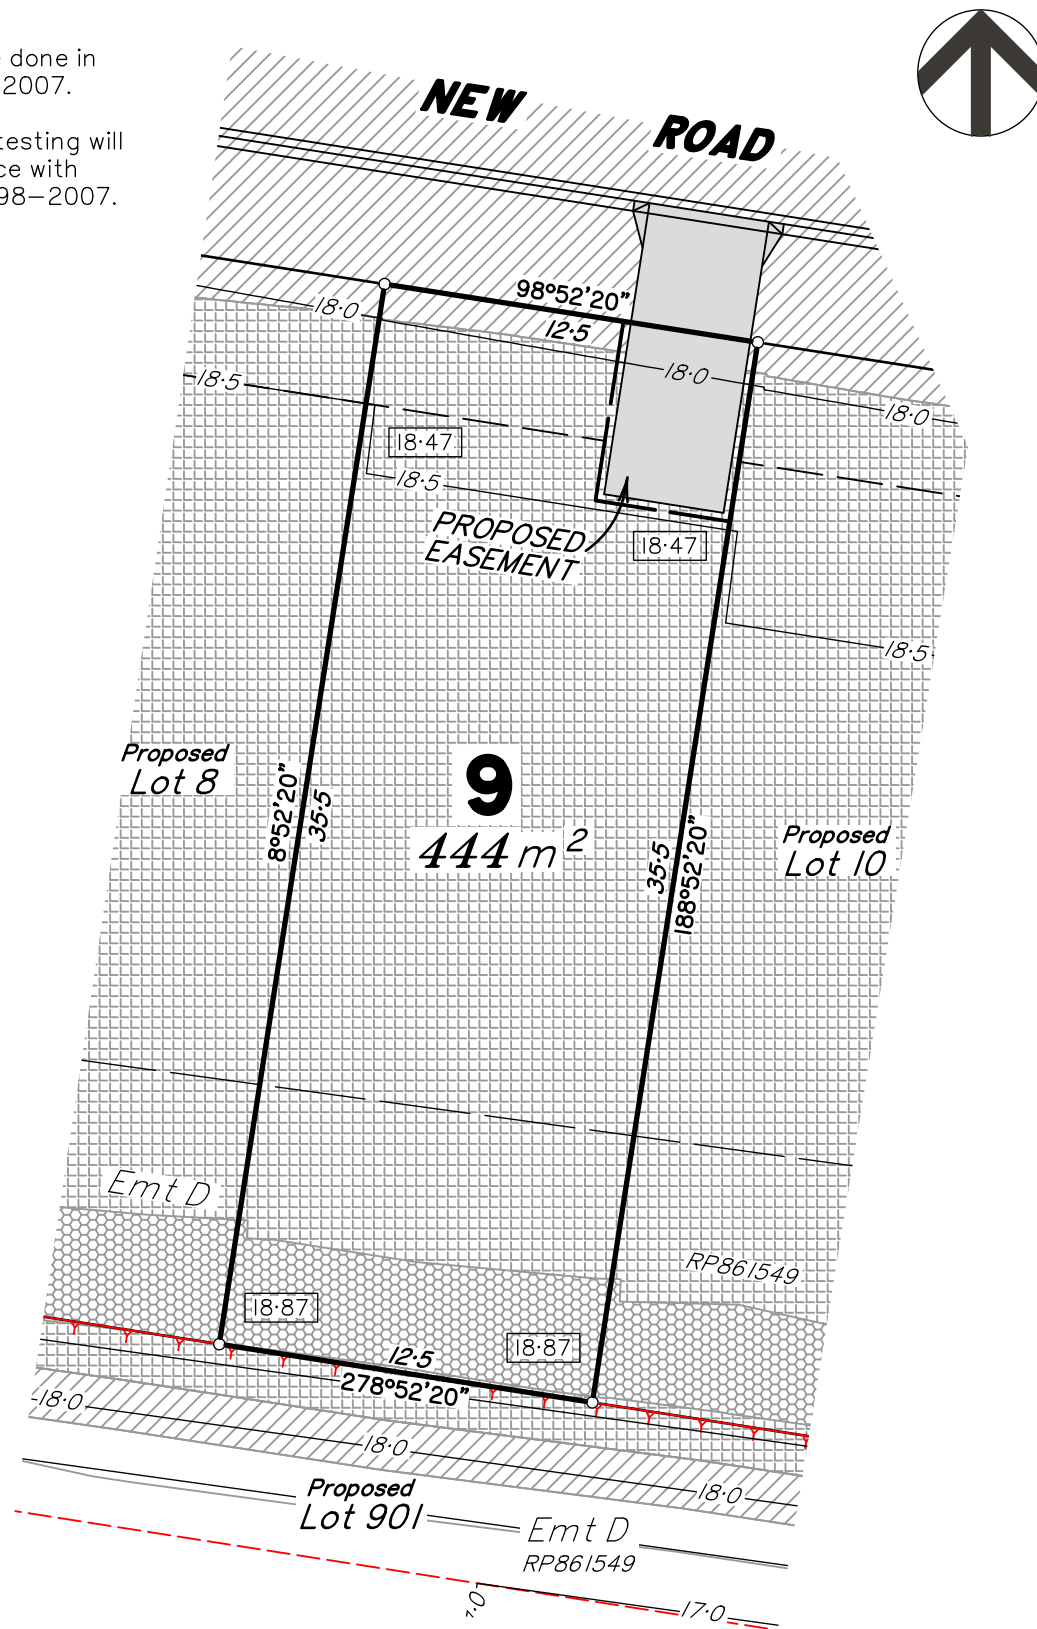 done in
2007.
testing will
ce with
98-2007.
NEW ROAD
98°52'20"
12·5
18·0
18·0
18·0
18·5
18·47
18·5
PROPOSED
EASEMENT
18·47
18·5
Proposed
Lot 8
8°52'20"
35·5
9
444 m²
35·5
188°52'20"
Proposed
Lot 10
Emt D
RP861549
18·87
18·87
12·5
278°52'20"
18·0
18·0
18·0
Proposed
Lot 901
Emt D
RP861549
17·0